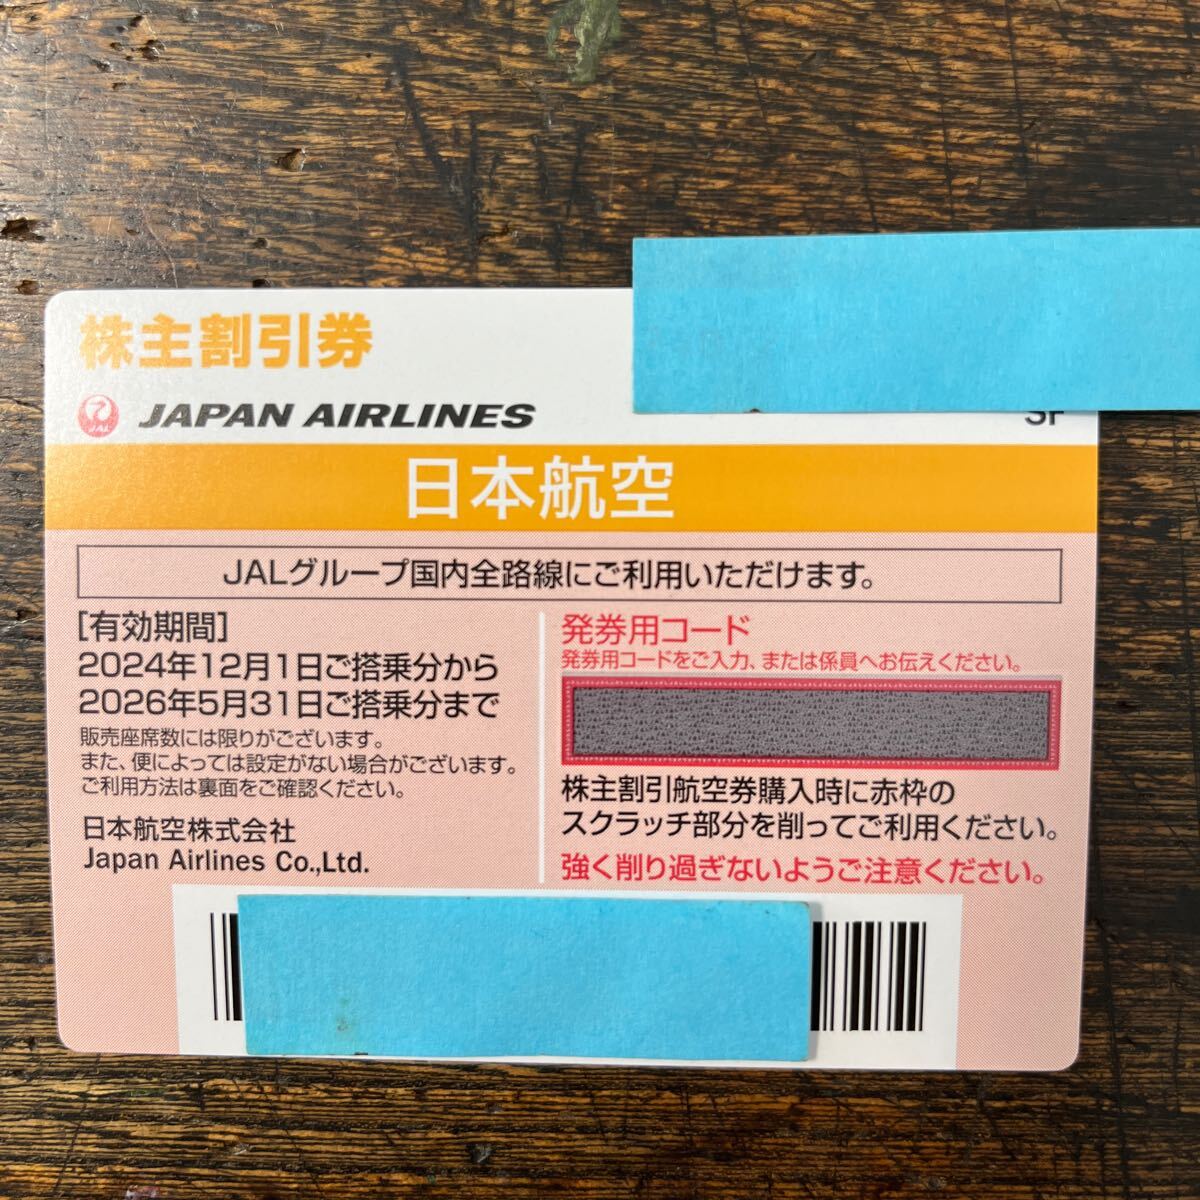 株主割引券
JAL JAPAN AIRLINES
日本航空
JALグループ国内全路線にご利用いただけます。
[有効期間]
2024年12月1日ご搭乗分から
2026年5月31日ご搭乗分まで
販売座席数には限りがございます。
また、便によっては設定がない場合がございます。
ご利用方法は裏面をご確認ください。
日本航空株式会社
Japan Airlines Co.,Ltd.
発券用コード
発券用コードをご入力、または係員へお伝えください。
株主割引航空券購入時に赤枠の
スクラッチ部分を削ってご利用ください。
強く削り過ぎないようご注意ください。